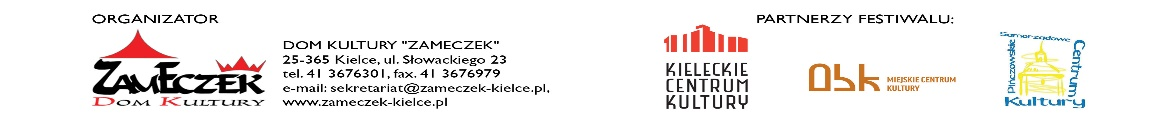 ORGANIZATOR
ZAMECZEK
DOM KULTURY
DOM KULTURY "ZAMECZEK"
25-365 Kielce, ul. Słowackiego 23
tel. 41 3676301, fax. 41 3676979
e-mail: sekretariat@zameczek-kielce.pl,
www.zameczek-kielce.pl
PARTNERZY FESTIWALU:
KIELECKIE
CENTRUM
KULTURY
OBK
MIEJSKIE CENTRUM
KULTURY
Samorządowe
Pińczowskie
Centrum
Kultury